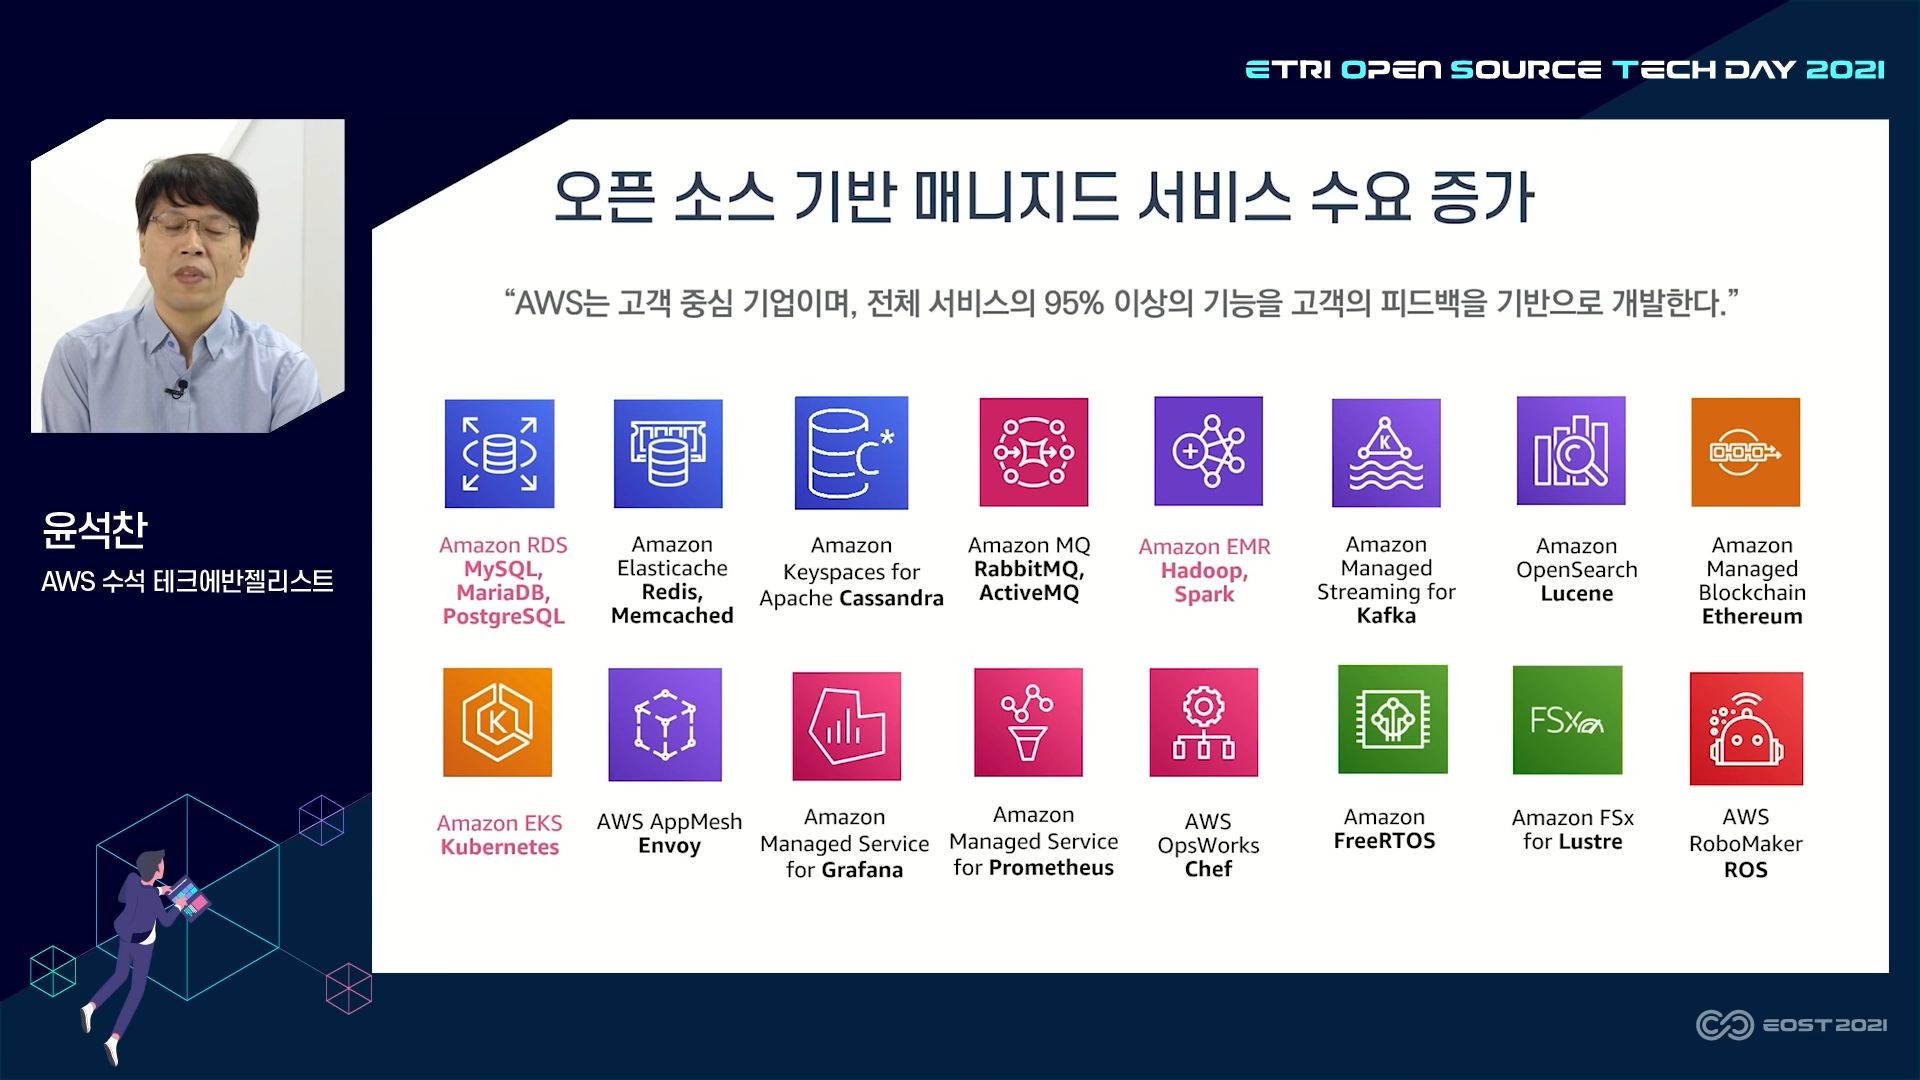 ETRI OPEN SOURCE TECH DAY 2021
오픈 소스 기반 매니지드 서비스 수요 증가
“AWS는 고객 중심 기업이며, 전체 서비스의 95% 이상의 기능을 고객의 피드백을 기반으로 개발한다.”
윤석찬
AWS 수석 테크에반젤리스트
C*
K
Amazon RDS
MySQL,
MariaDB,
PostgreSQL
Amazon
Elasticache
Redis,
Memcached
Amazon
Keyspaces for
Apache Cassandra
Amazon MQ
RabbitMQ,
ActiveMQ
Amazon EMR
Hadoop,
Spark
Amazon
Managed
Streaming for
Kafka
Amazon
OpenSearch
Lucene
Amazon
Managed
Blockchain
Ethereum
K
FSx
Amazon EKS
Kubernetes
AWS AppMesh
Envoy
Amazon
Managed Service
for Grafana
Amazon
Managed Service
for Prometheus
AWS
OpsWorks
Chef
Amazon
FreeRTOS
Amazon FSx
for Lustre
AWS
RoboMaker
ROS
EOST 2021